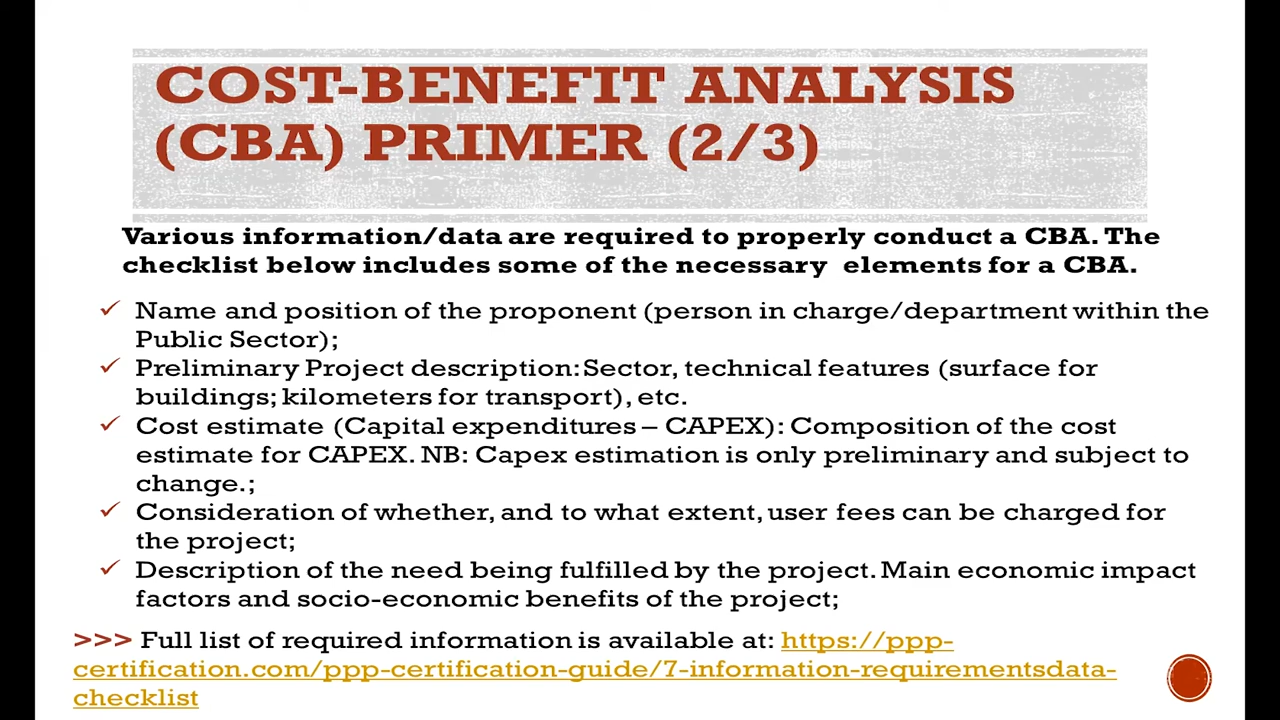 COST-BENEFIT ANALYSIS
(CBA) PRIMER (2/3)
Various information/data are required to properly conduct a CBA. The
checklist below includes some of the necessary elements for a CBA.
✓ Name and position of the proponent (person in charge/department within the
Public Sector);
✓ Preliminary Project description: Sector, technical features (surface for
buildings; kilometers for transport), etc.
✓ Cost estimate (Capital expenditures – CAPEX): Composition of the cost
estimate for CAPEX. NB: Capex estimation is only preliminary and subject to
change.;
✓ Consideration of whether, and to what extent, user fees can be charged for
the project;
✓ Description of the need being fulfilled by the project. Main economic impact
factors and socio-economic benefits of the project;
>>> Full list of required information is available at: https://ppp-
certification.com/ppp-certification-guide/7-information-requirementsdata-
checklist